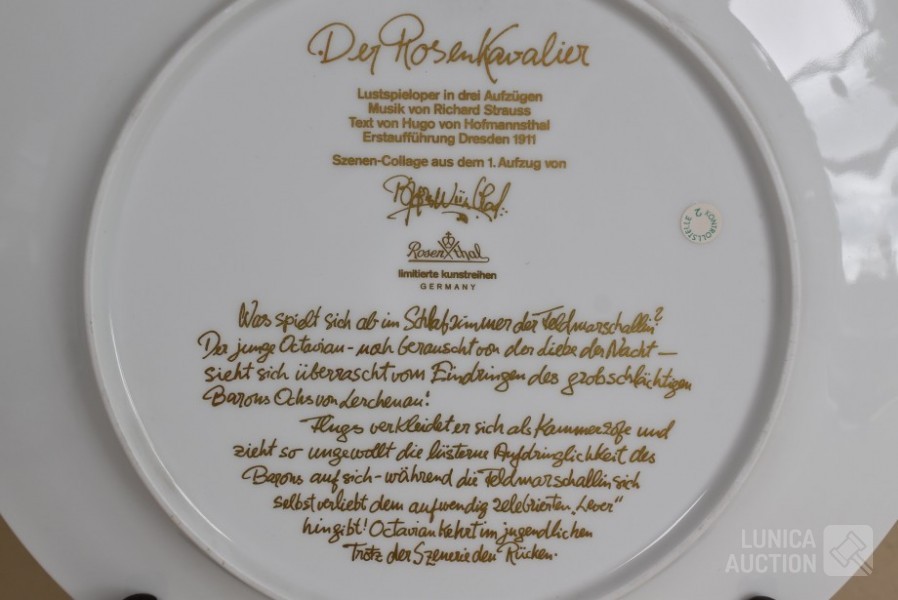 Der Rosenkavalier
Lustspieloper in drei Aufzügen
Musik von Richard Strauss
Text von Hugo von Hofmannsthal
Erstaufführung Dresden 1911
Szenen-Collage aus dem 1. Aufzug von
Rosenthal
limitierte kunstreihen
GERMANY
KONTROLLSTELLE 2
Was spielt sich ab im Schlafzimmer der Feldmarschallin?
Der junge Octavian - noch berauscht von der Liebe der Nacht —
sieht sich überrascht vom Eindringen des grobschlächtigen
Barons Ochs von Lerchenau!
Flugs verkleidet er sich als Kammerzofe und
zieht so ungewollt die lüsterne Aufdringlichkeit des
Barons auf sich - während die Feldmarschallin sich
selbstverliebt dem aufwendig zelebrierten „Lever"
hingibt! Octavian kehrt im jugendlichen
Trotz der Szenerie den Rücken.
LUNICA
AUCTION